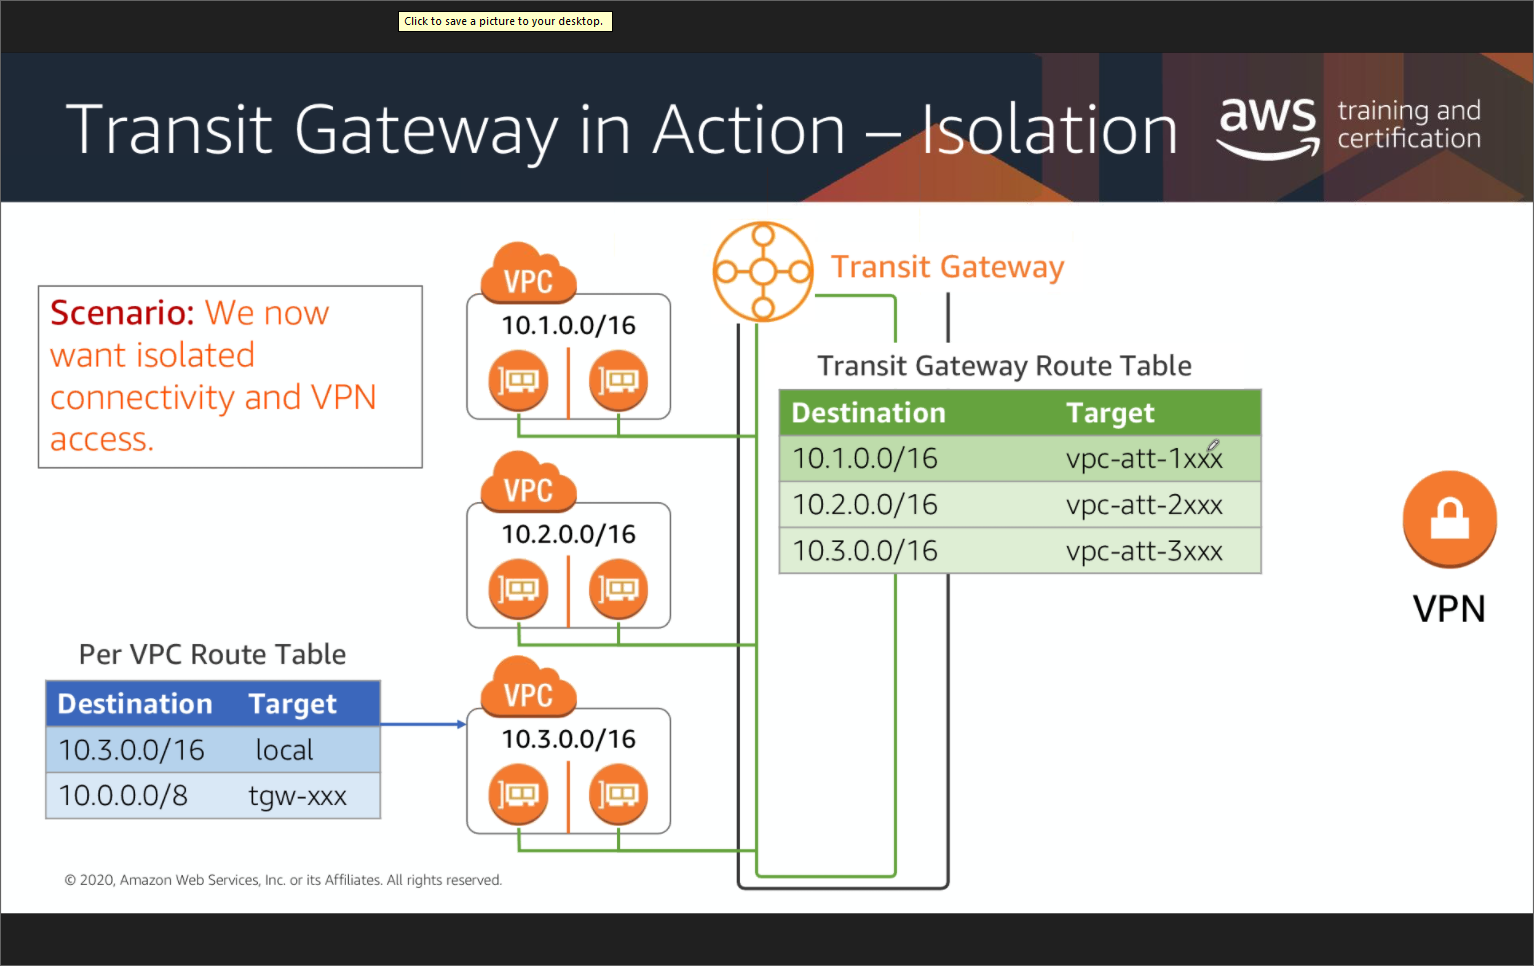 Click to save a picture to your desktop.
Transit Gateway in Action – Isolation
aws training and
certification
Scenario: We now
want isolated
connectivity and VPN
access.
VPC
10.1.0.0/16
VPC
10.2.0.0/16
VPC
10.3.0.0/16
Transit Gateway
Transit Gateway Route Table
Destination Target
10.1.0.0/16 vpc-att-1xxx
10.2.0.0/16 vpc-att-2xxx
10.3.0.0/16 vpc-att-3xxx
VPN
Per VPC Route Table
Destination Target
10.3.0.0/16 local
10.0.0.0/8 tgw-xxx
© 2020, Amazon Web Services, Inc. or its Affiliates. All rights reserved.